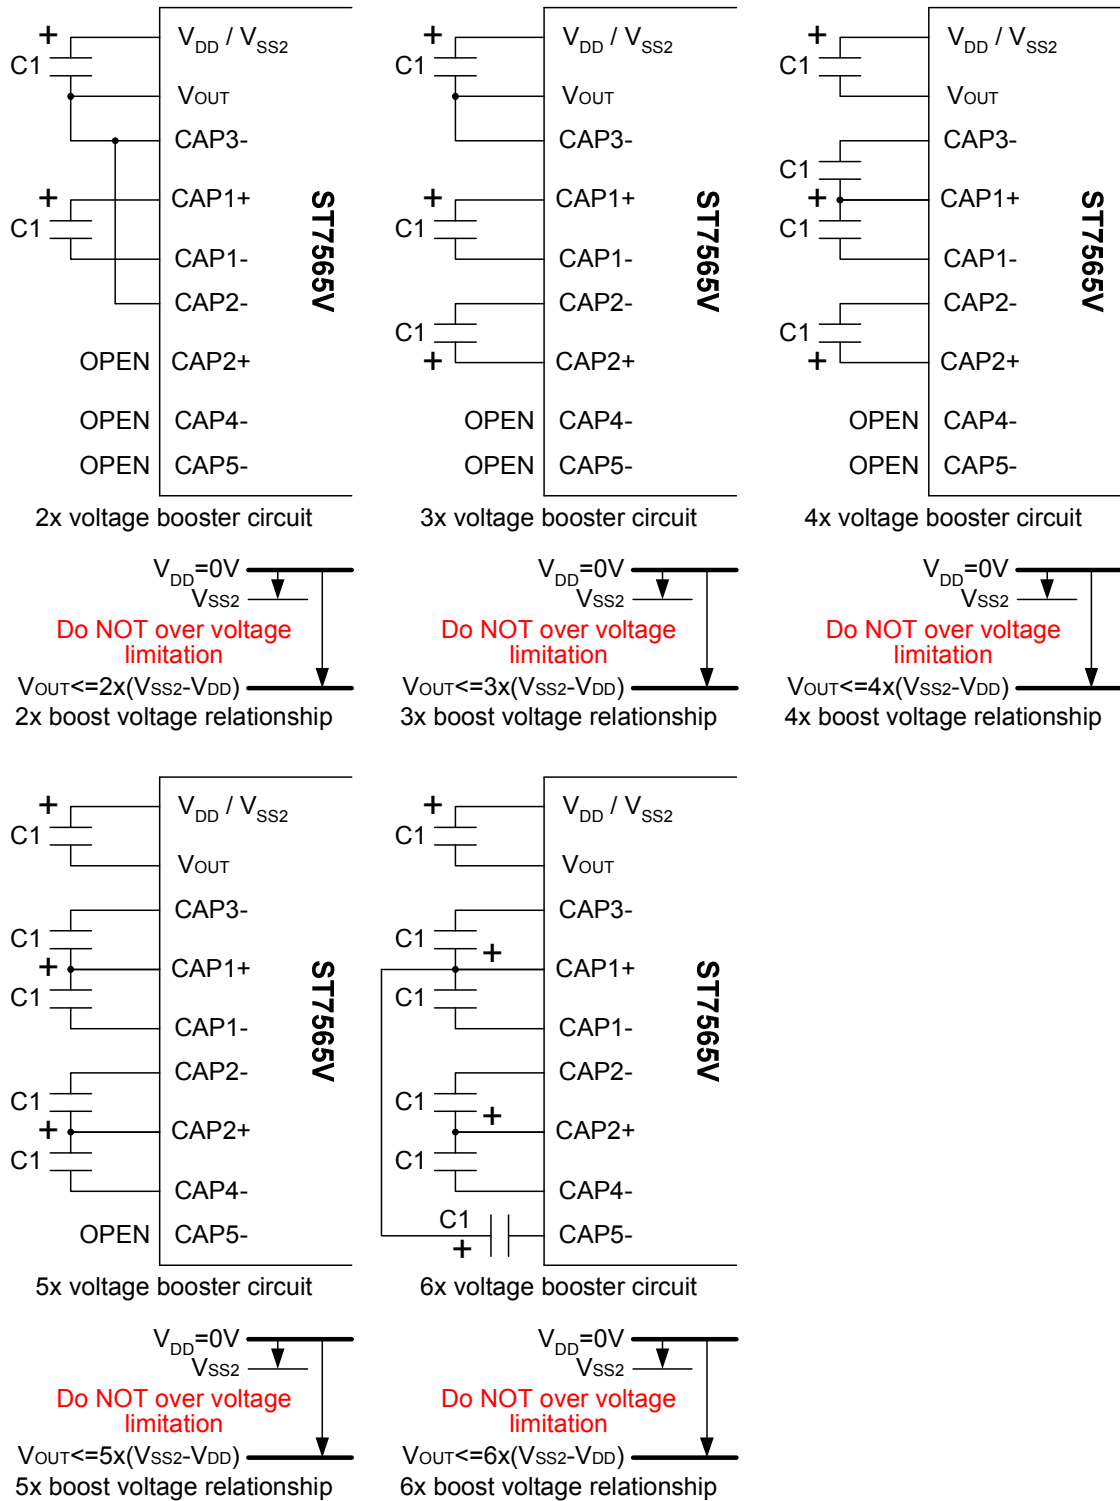 +
C1
VDD / VSS2
VOUT
CAP3-
+
C1
CAP1+
CAP1-
CAP2-
OPEN CAP2+
OPEN CAP4-
OPEN CAP5-
ST7565V
2x voltage booster circuit
VDD=0V
VSS2
Do NOT over voltage
limitation
VOUT<=2x(VSS2-VDD)
2x boost voltage relationship
+
C1
VDD / VSS2
VOUT
CAP3-
+
C1
CAP1+
CAP1-
CAP2-
C1
+
CAP2+
OPEN CAP4-
OPEN CAP5-
ST7565V
3x voltage booster circuit
VDD=0V
VSS2
Do NOT over voltage
limitation
VOUT<=3x(VSS2-VDD)
3x boost voltage relationship
+
C1
VDD / VSS2
VOUT
CAP3-
C1
+
CAP1+
C1
CAP1-
CAP2-
C1
+
CAP2+
OPEN CAP4-
OPEN CAP5-
ST7565V
4x voltage booster circuit
VDD=0V
VSS2
Do NOT over voltage
limitation
VOUT<=4x(VSS2-VDD)
4x boost voltage relationship
+
C1
VDD / VSS2
VOUT
CAP3-
C1
+
CAP1+
C1
CAP1-
CAP2-
C1
+
CAP2+
C1
CAP4-
OPEN CAP5-
ST7565V
5x voltage booster circuit
VDD=0V
VSS2
Do NOT over voltage
limitation
VOUT<=5x(VSS2-VDD)
5x boost voltage relationship
+
C1
VDD / VSS2
VOUT
CAP3-
C1
+
CAP1+
C1
CAP1-
CAP2-
C1
+
CAP2+
C1
CAP4-
C1
+
CAP5-
ST7565V
6x voltage booster circuit
VDD=0V
VSS2
Do NOT over voltage
limitation
VOUT<=6x(VSS2-VDD)
6x boost voltage relationship